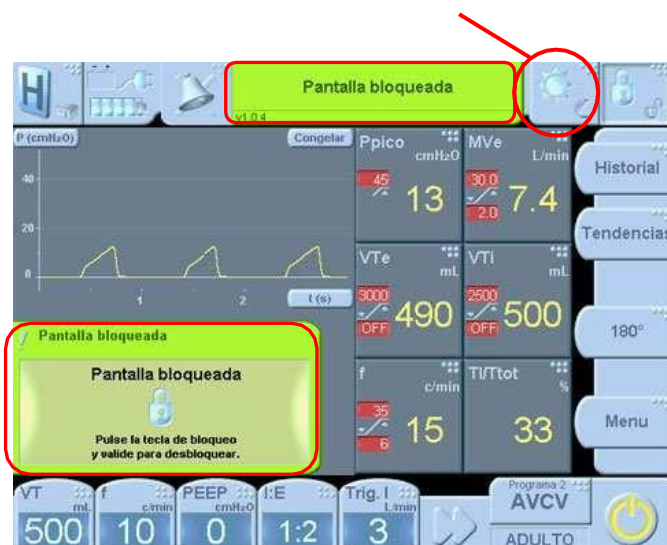 H
Pantalla bloqueada
v1.0.4
P (cmH₂O)
Congelar
40
20
0
1
2
t (s)
Ppico
cmH₂O
45
13
MVe
L/min
30.0
2.0
7.4
VTe
mL
3000
OFF
490
VTi
mL
2500
OFF
500
f
c/min
35
6
15
TI/Ttot
%
33
Historial
Tendencias
180°
Menu
Pantalla bloqueada
Pantalla bloqueada
Pulse la tecla de bloqueo
y valide para desbloquear.
VT
mL
500
f
c/min
10
PEEP
cmH₂O
0
I:E
1:2
Trig. I
L/min
3
Programa 2
AVCV
ADULTO